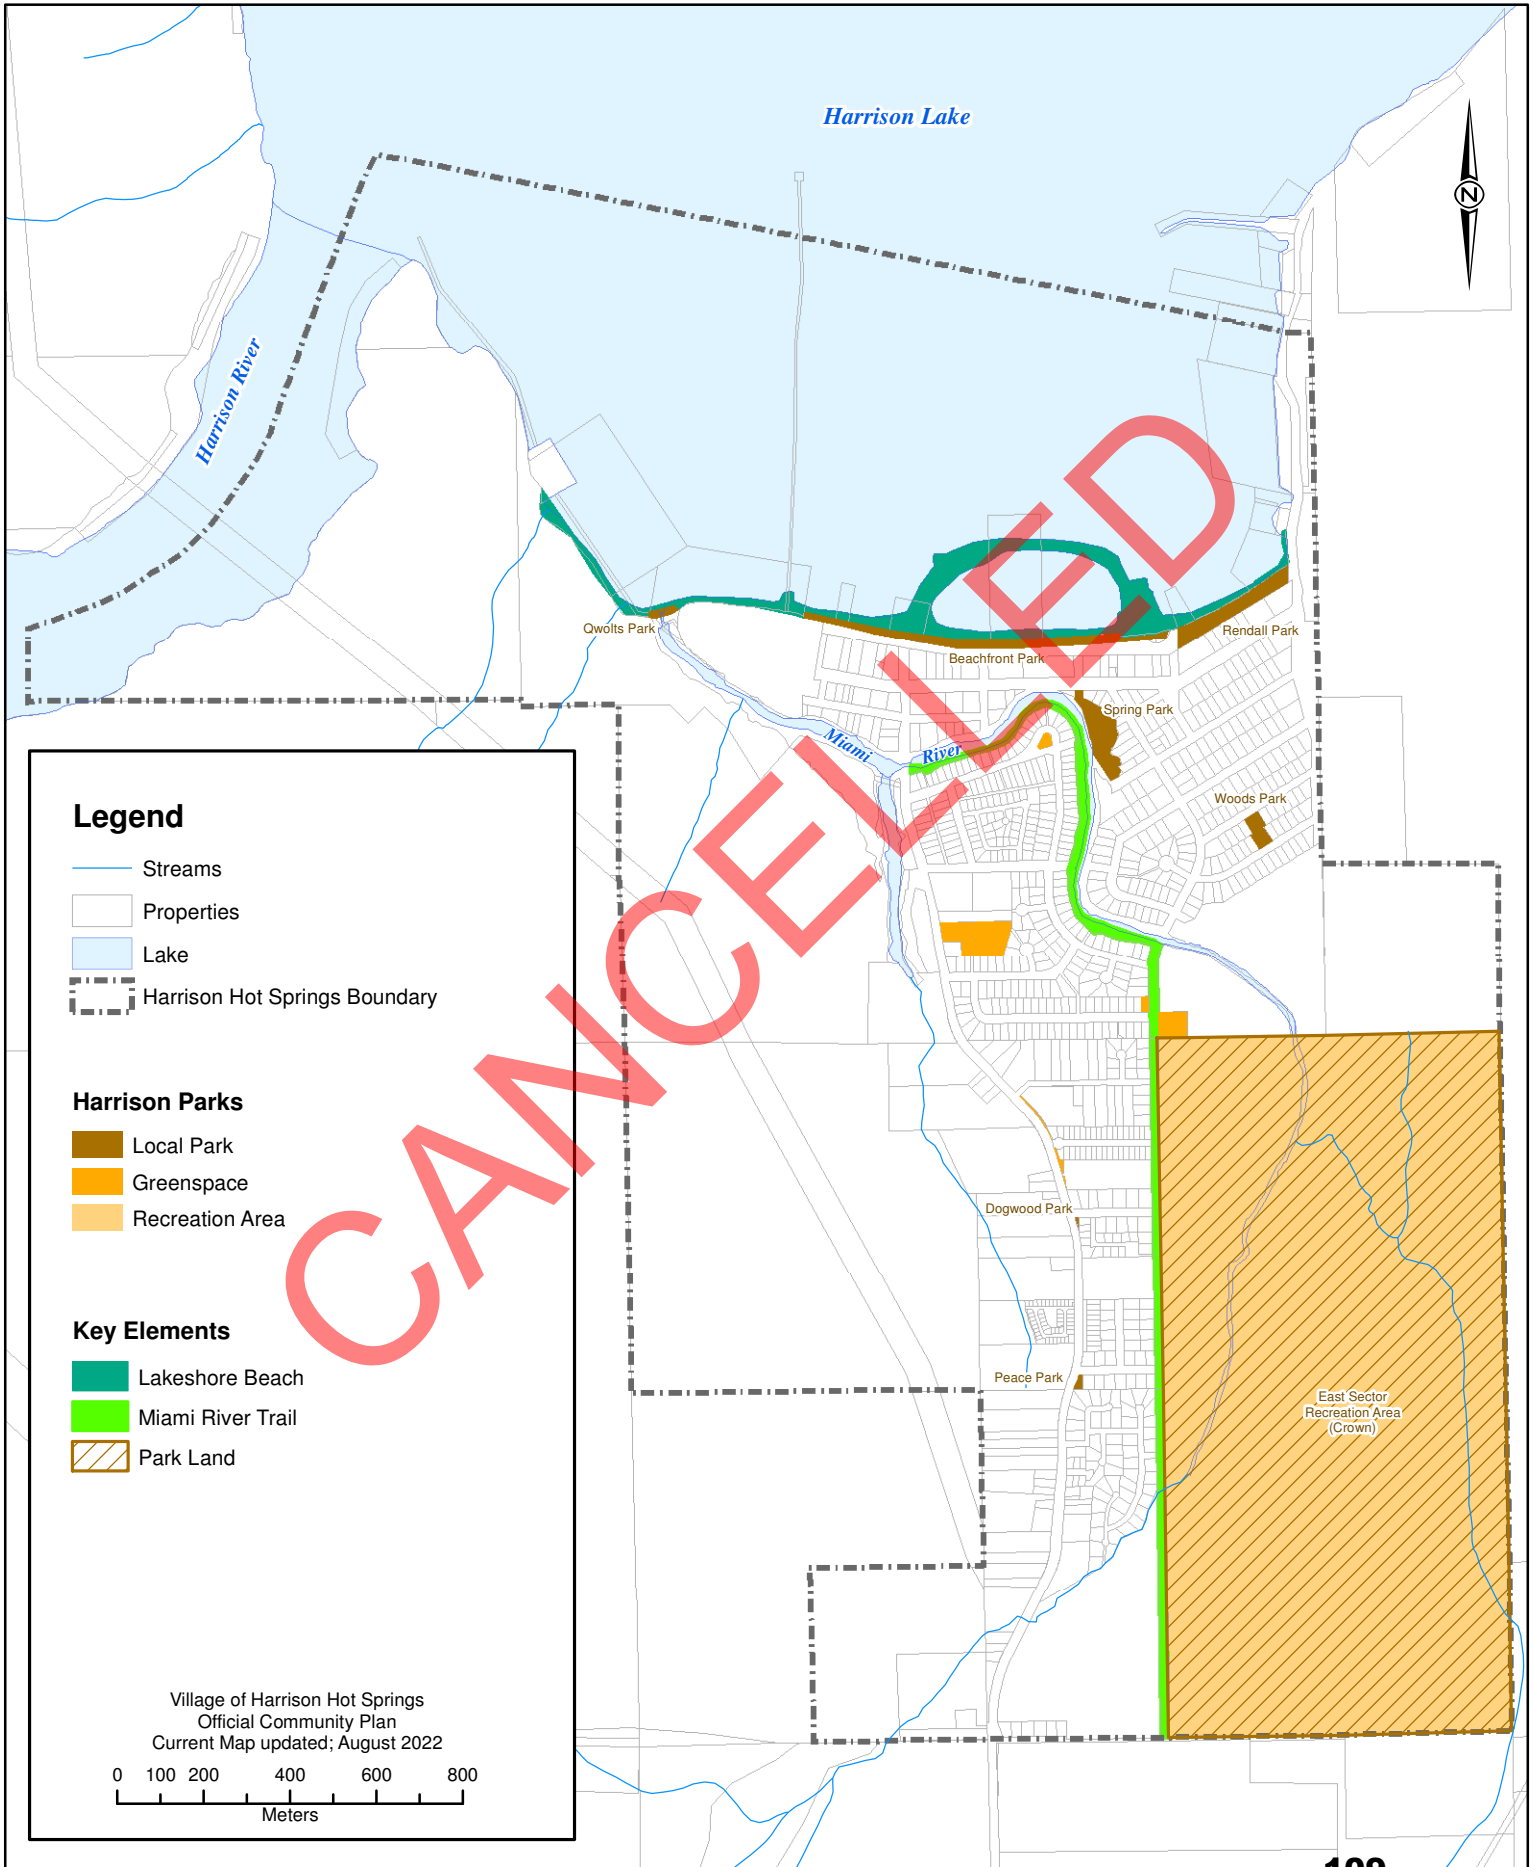 Harrison Lake
N
Harrison River
CANCELLED
Qwolts Park
Rendall Park
Beachfront Park
Spring Park
Miami River
Woods Park
Legend
Streams
Properties
Lake
Harrison Hot Springs Boundary
Harrison Parks
Local Park
Greenspace
Recreation Area
Dogwood Park
Key Elements
Lakeshore Beach
Miami River Trail
Park Land
Peace Park
East Sector
Recreation Area
(Crown)
Village of Harrison Hot Springs
Official Community Plan
Current Map updated; August 2022
0 100 200 400 600 800
Meters